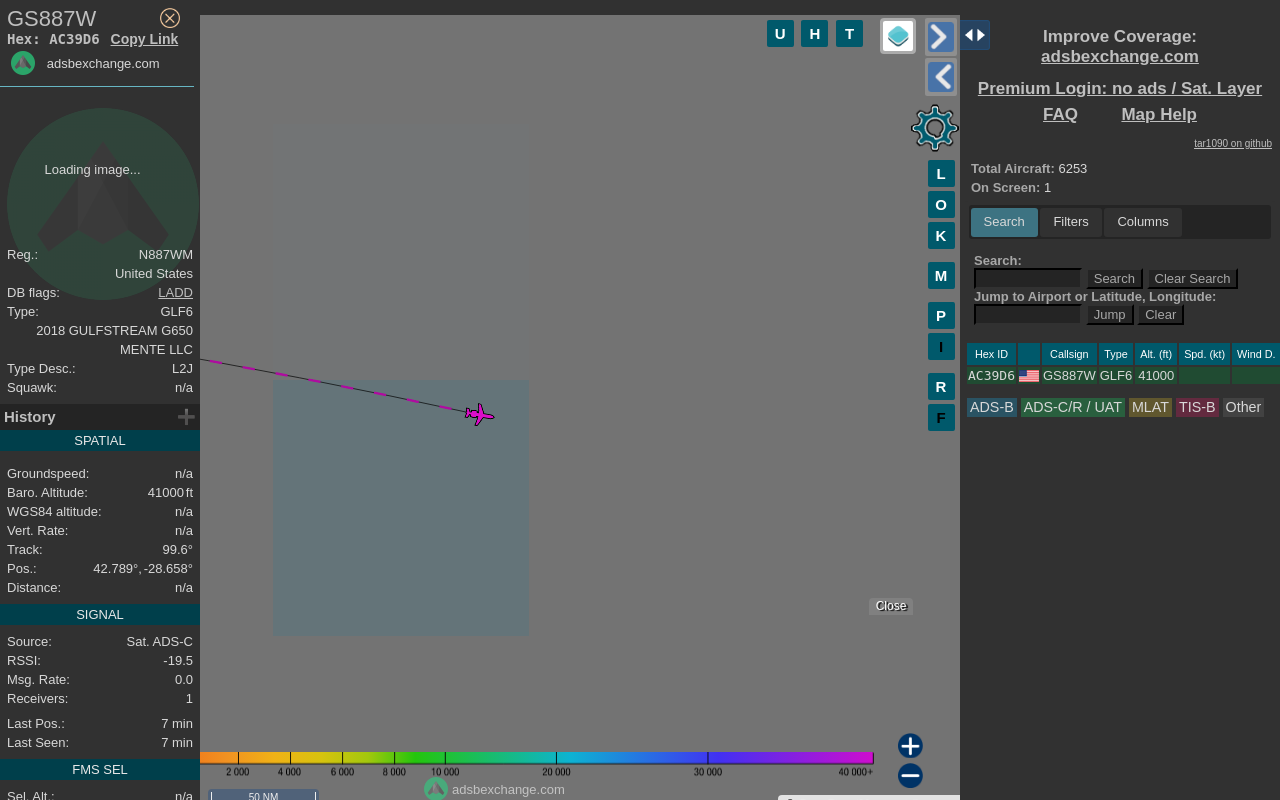 GS887W
Hex: AC39D6 Copy Link
adsbexchange.com
Loading image...
Reg.: N887WM
United States
DB flags: LADD
Type: GLF6
2018 GULFSTREAM G650
MENTE LLC
Type Desc.: L2J
Squawk: n/a
History
SPATIAL
Groundspeed: n/a
Baro. Altitude: 41000 ft
WGS84 altitude: n/a
Vert. Rate: n/a
Track: 99.6°
Pos.: 42.789°, -28.658°
Distance: n/a
SIGNAL
Source: Sat. ADS-C
RSSI: -19.5
Msg. Rate: 0.0
Receivers: 1
Last Pos.: 7 min
Last Seen: 7 min
FMS SEL
Sel. Alt.: n/a
U H T
L
O
K
M
P
I
R
F
Close
2 000 4 000 6 000 8 000 10 000 20 000 30 000 40 000+
50 NM
adsbexchange.com
Improve Coverage:
adsbexchange.com
Premium Login: no ads / Sat. Layer
FAQ Map Help
tar1090 on github
Total Aircraft: 6253
On Screen: 1
Search Filters Columns
Search:
Search Clear Search
Jump to Airport or Latitude, Longitude:
Jump Clear
Hex ID Callsign Type Alt. (ft) Spd. (kt) Wind D.
AC39D6 GS887W GLF6 41000
ADS-B ADS-C/R / UAT MLAT TIS-B Other